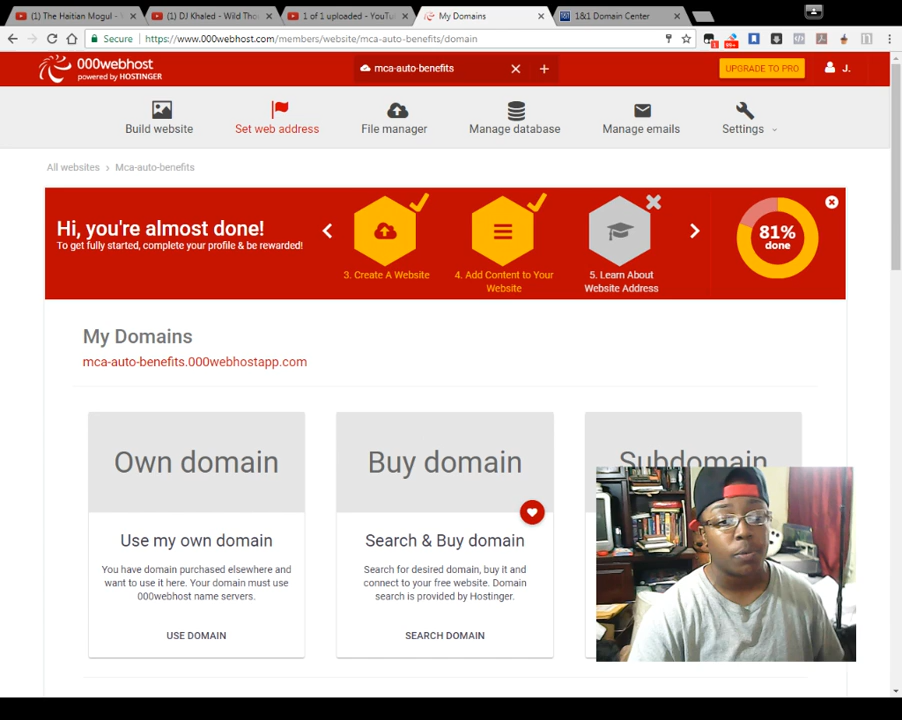 (1) The Haitian Mogul -
(1) DJ Khaled - Wild Tho
1 of 1 uploaded - YouTu
My Domains
1&1 Domain Center
Secure
https://www.000webhost.com/members/website/mca-auto-benefits/domain
1
99+
000webhost
powered by HOSTINGER
mca-auto-benefits
UPGRADE TO PRO
J.
Build website
Set web address
File manager
Manage database
Manage emails
Settings
All websites > Mca-auto-benefits
Hi, you're almost done!
To get fully started, complete your profile & be rewarded!
3. Create A Website
4. Add Content to Your
Website
5. Learn About
Website Address
81%
done
My Domains
mca-auto-benefits.000webhostapp.com
Own domain
Use my own domain
You have domain purchased elsewhere and
want to use it here. Your domain must use
000webhost name servers.
USE DOMAIN
Buy domain
Search & Buy domain
Search for desired domain, buy it and
connect to your free website. Domain
search is provided by Hostinger.
SEARCH DOMAIN
Subdomain